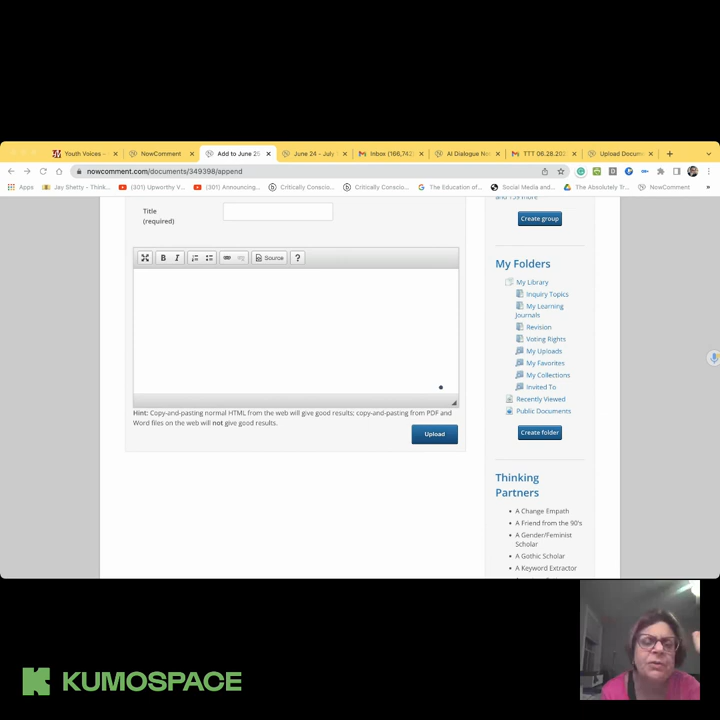 Youth Voices -
NowComment
Add to June 25
June 24 - July
Inbox (166,742
AI Dialogue No
TTT 06.28.202
Upload Docum
nowcomment.com/documents/349398/append
Apps
Jay Shetty - Think...
(301) Upworthy V...
(301) Announcing...
Critically Conscio...
Critically Conscio...
The Education of...
Social Media and...
The Absolutely Tr...
NowComment
Title
(required)
B I Source ?
Hint: Copy-and-pasting normal HTML from the web will give good results; copy-and-pasting from PDF and
Word files on the web will not give good results.
Upload
and 159 more
Create group
My Folders
My Library
Inquiry Topics
My Learning
Journals
Revision
Voting Rights
My Uploads
My Favorites
My Collections
Invited To
Recently Viewed
Public Documents
Create folder
Thinking
Partners
A Change Empath
A Friend from the 90's
A Gender/Feminist
Scholar
A Gothic Scholar
A Keyword Extractor
KUMOSPACE